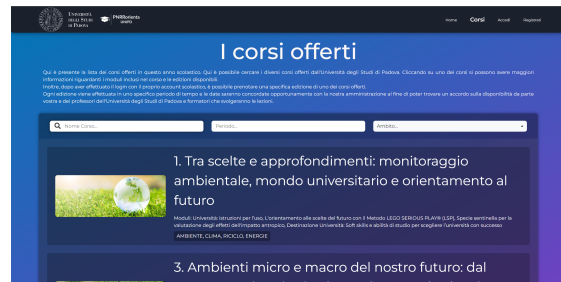 UNIVERSITÀ
DEGLI STUDI
DI PADOVA
PNRRorienta
UNIPD
Home Corsi Accedi Registrati
I corsi offerti
Qui è presente la lista dei corsi offerti in questo anno scolastico. Qui è possibile cercare i diversi corsi offerti dall'Università degli Studi di Padova. Cliccando su uno dei corsi si possono avere maggiori
informazioni riguardanti i moduli inclusi nel corso e le edizioni disponibili.
Inoltre, dopo aver effettuato il login con il proprio account scolastico, è possibile prenotare una specifica edizione di uno dei corsi offerti.
Ogni edizione viene effettuata in uno specifico periodo di tempo e le date saranno concordate opportunamente con la nostra amministrazione al fine di poter trovare un accordo sulla disponibilità da parte
vostra e dei professori dell'Università degli Studi di Padova e formatori che svolgeranno le lezioni.
Nome Corso...
Periodo...
Ambito...
1. Tra scelte e approfondimenti: monitoraggio
ambientale, mondo universitario e orientamento al
futuro
Moduli: Università: istruzioni per l'uso, L'orientamento alle scelte del futuro con il Metodo LEGO SERIOUS PLAY® (LSP), Specie sentinella per la
valutazione degli effetti dell'impatto antropico, Destinazione Università: Soft skills e abilità di studio per scegliere l'università con successo
AMBIENTE, CLIMA, RICICLO, ENERGIE
3. Ambienti micro e macro del nostro futuro: dal